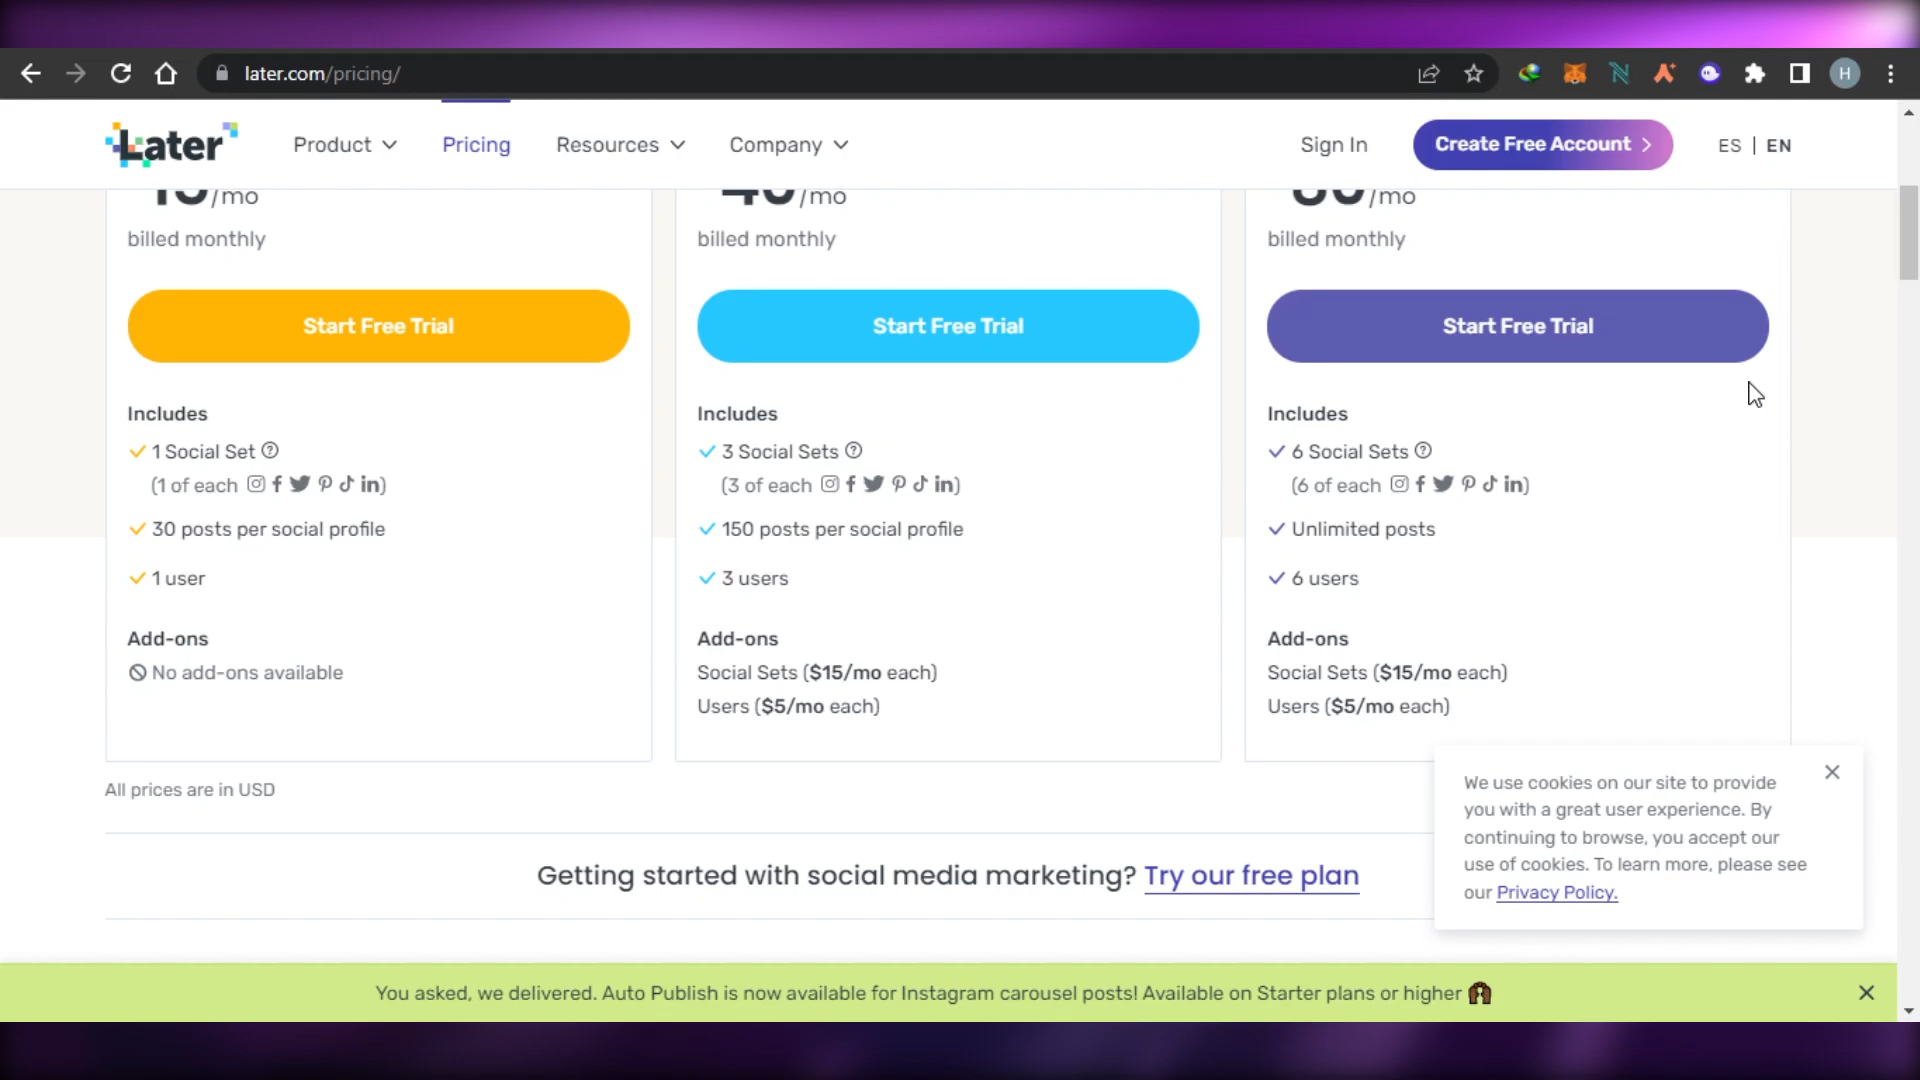 later.com/pricing/
H
Later
Product
Pricing
Resources
Company
Sign In
Create Free Account
ES | EN
/mo
billed monthly
Start Free Trial
Includes
1 Social Set
(1 of each in)
30 posts per social profile
1 user
Add-ons
No add-ons available
/mo
billed monthly
Start Free Trial
Includes
3 Social Sets
(3 of each in)
150 posts per social profile
3 users
Add-ons
Social Sets ($15/mo each)
Users ($5/mo each)
/mo
billed monthly
Start Free Trial
Includes
6 Social Sets
(6 of each in)
Unlimited posts
6 users
Add-ons
Social Sets ($15/mo each)
Users ($5/mo each)
All prices are in USD
Getting started with social media marketing? Try our free plan
We use cookies on our site to provide
you with a great user experience. By
continuing to browse, you accept our
use of cookies. To learn more, please see
our Privacy Policy.
You asked, we delivered. Auto Publish is now available for Instagram carousel posts! Available on Starter plans or higher